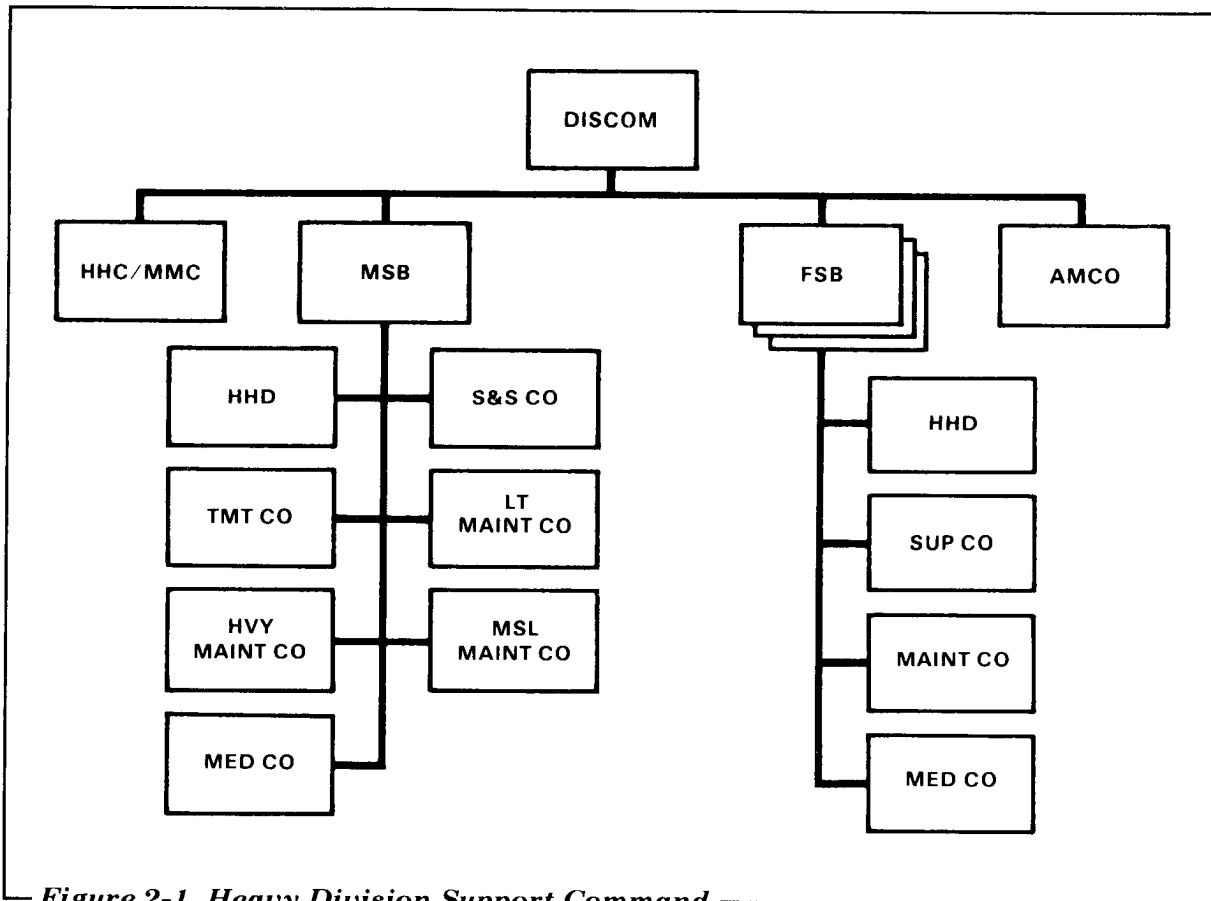 DISCOM
HHC/MMC
MSB
FSB
AMCO
HHD
S&S CO
TMT CO
LT
MAINT CO
HVY
MAINT CO
MSL
MAINT CO
MED CO
HHD
SUP CO
MAINT CO
MED CO
Figure 2-1. Heavy Division Support Command